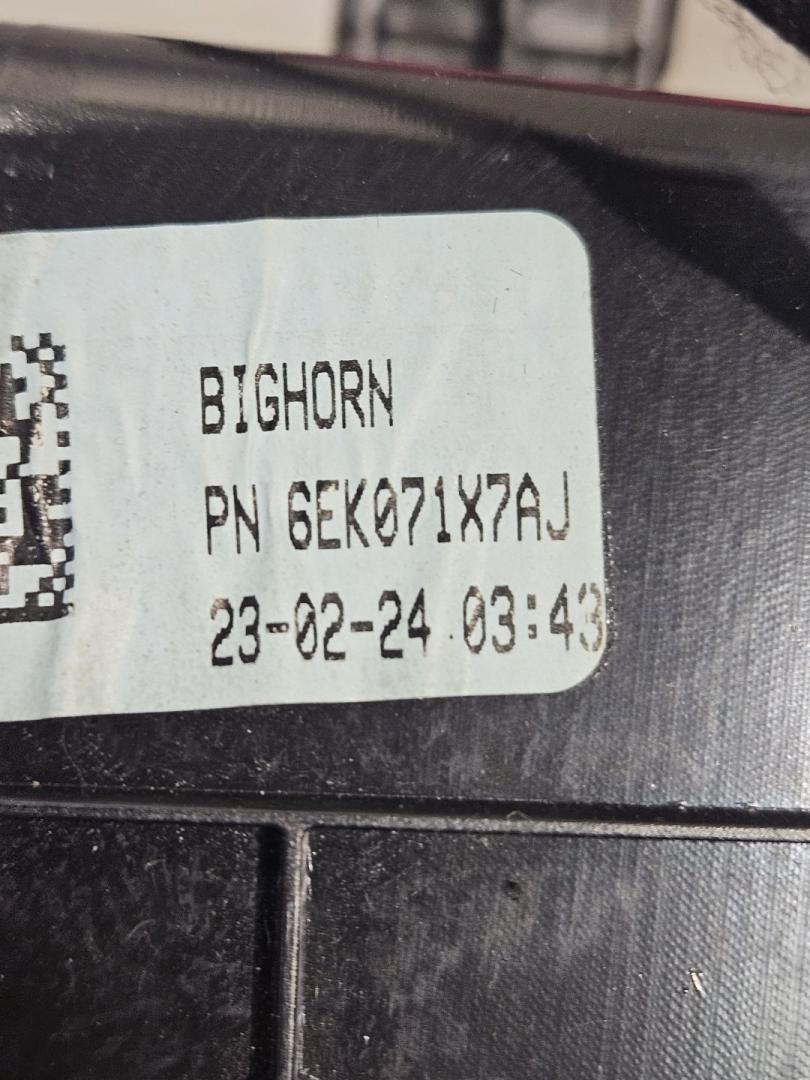 BIGHORN
PN 6EK071X7AJ
23-02-24 03:43